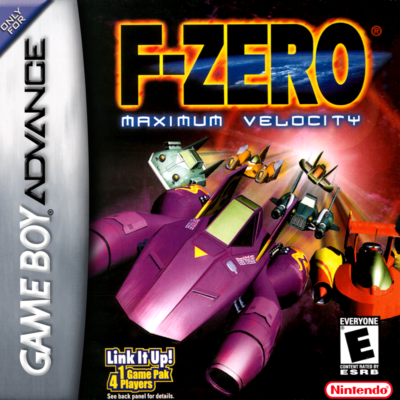 ONLY
FOR
GAME BOY ADVANCE
F-ZERO®
MAXIMUM VELOCITY
Link It Up!
1 Game Pak
4 Players
See back panel for details.
EVERYONE
E
CONTENT RATED BY
ESRB
Nintendo